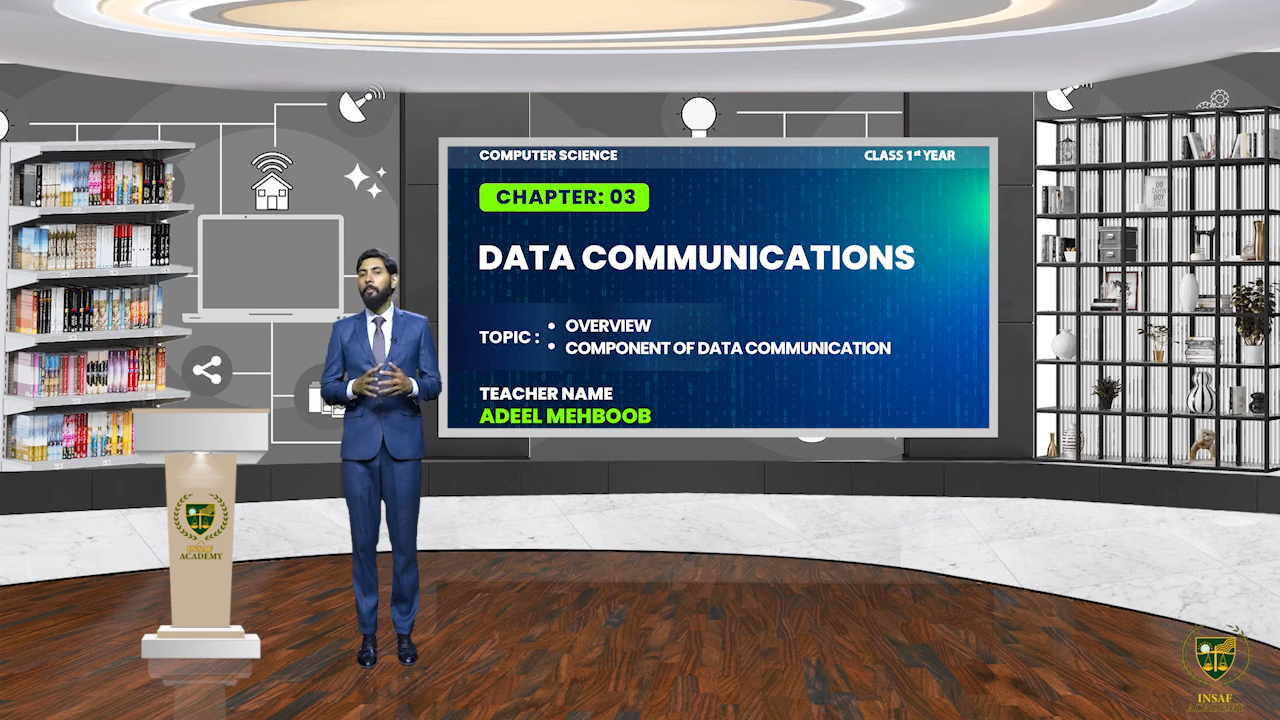 COMPUTER SCIENCE
CLASS 1st YEAR
CHAPTER: 03
DATA COMMUNICATIONS
TOPIC :
• OVERVIEW
• COMPONENT OF DATA COMMUNICATION
TEACHER NAME
ADEEL MEHBOOB
INSAF
ACADEMY
INSAF
ACADEMY